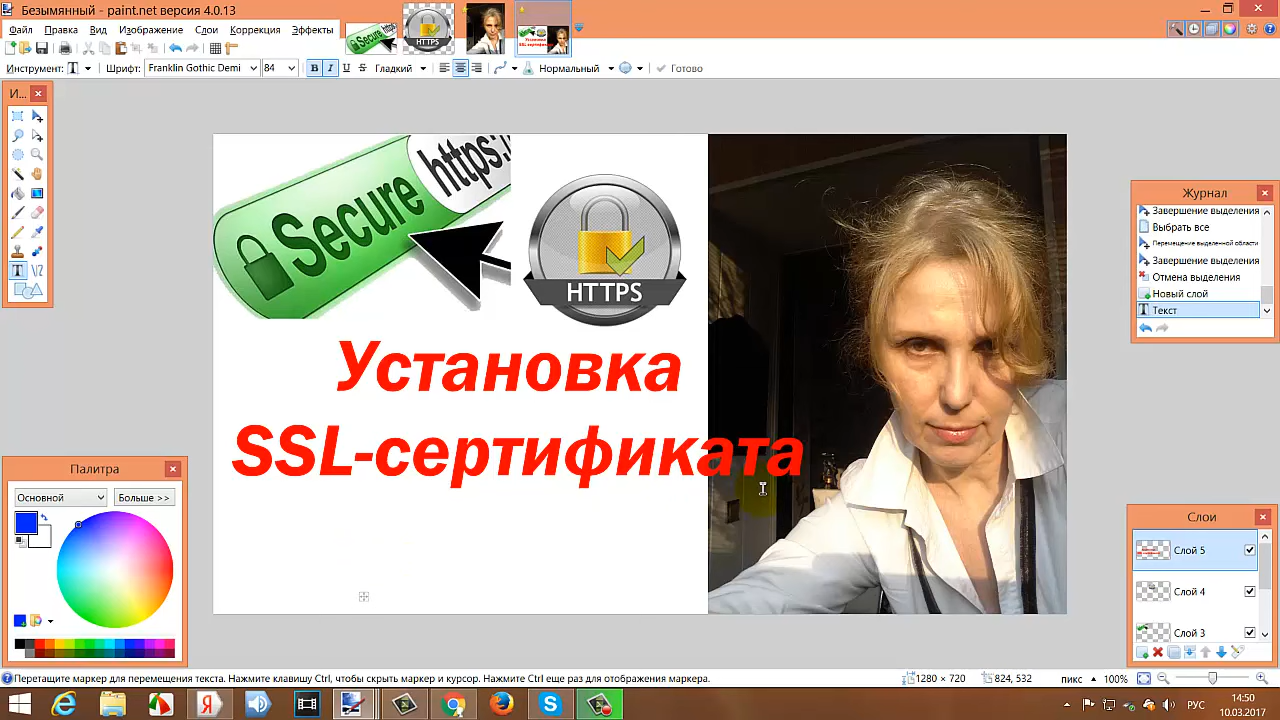 Безымянный - paint.net версия 4.0.13
Файл Правка Вид Изображение Слои Коррекция Эффекты
Инструмент: T Шрифт: Franklin Gothic Demi 84 B I U S Гладкий Нормальный Готово
И...
Secure https:/
HTTPS
Установка
SSL-сертификата
Журнал
Завершение выделения
Выбрать все
Перемещение выделенной области
Завершение выделения
Отмена выделения
Новый слой
Текст
Палитра
Основной Больше >>
Слои
Слой 5
Слой 4
Слой 3
Перетащите маркер для перемещения текста. Нажмите клавишу Ctrl, чтобы скрыть маркер и курсор. Нажмите Ctrl еще раз для отображения маркера. 1280 × 720 824, 532 пикс 100%
РУС
14:50
10.03.2017